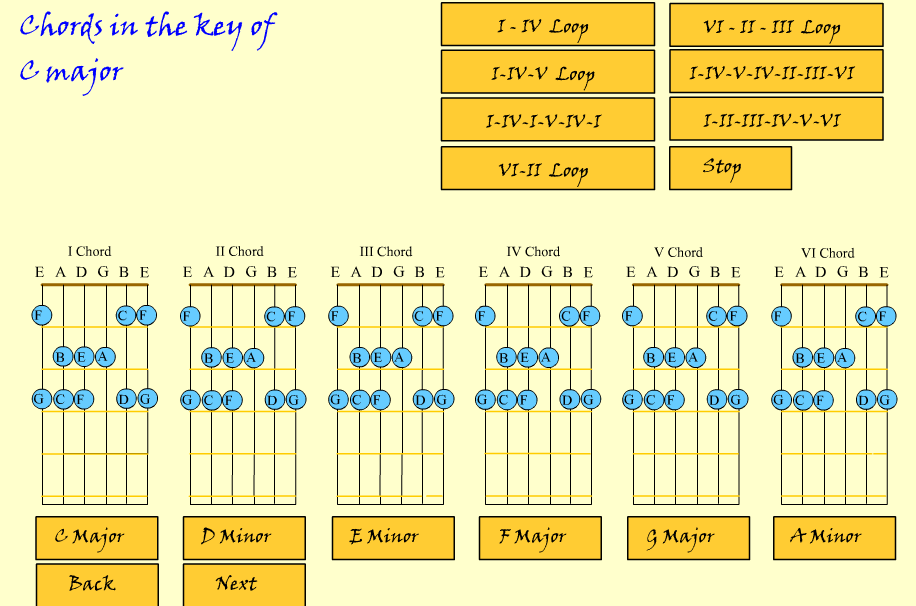 Chords in the key of
C major
I - IV Loop
VI - II - III Loop
I-IV-V Loop
I-IV-V-IV-II-III-VI
I-IV-I-V-IV-I
I-II-III-IV-V-VI
VI-II Loop
Stop
I Chord II Chord III Chord IV Chord V Chord VI Chord
E A D G B E E A D G B E E A D G B E E A D G B E E A D G B E E A D G B E
F C F F C F F C F F C F F C F F C F
B E A B E A B E A B E A B E A B E A
G C F D G G C F D G G C F D G G C F D G G C F D G G C F D G
C Major D Minor E Minor F Major G Major A Minor
Back Next